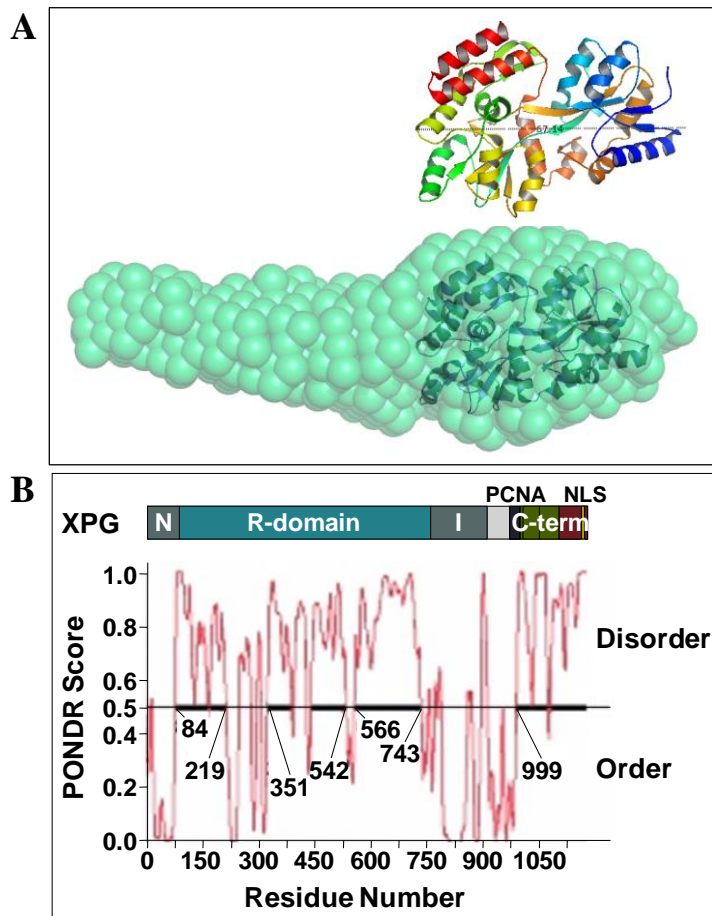 A
67.14
B
PCNA NLS
XPG N R-domain I C-term
1.0
0.8
0.6
0.5
0.4
0.2
0.0
PONDR Score
Disorder
Order
84
566
219
542
743
351
999
0 150 300 450 600 750 900 1050
Residue Number